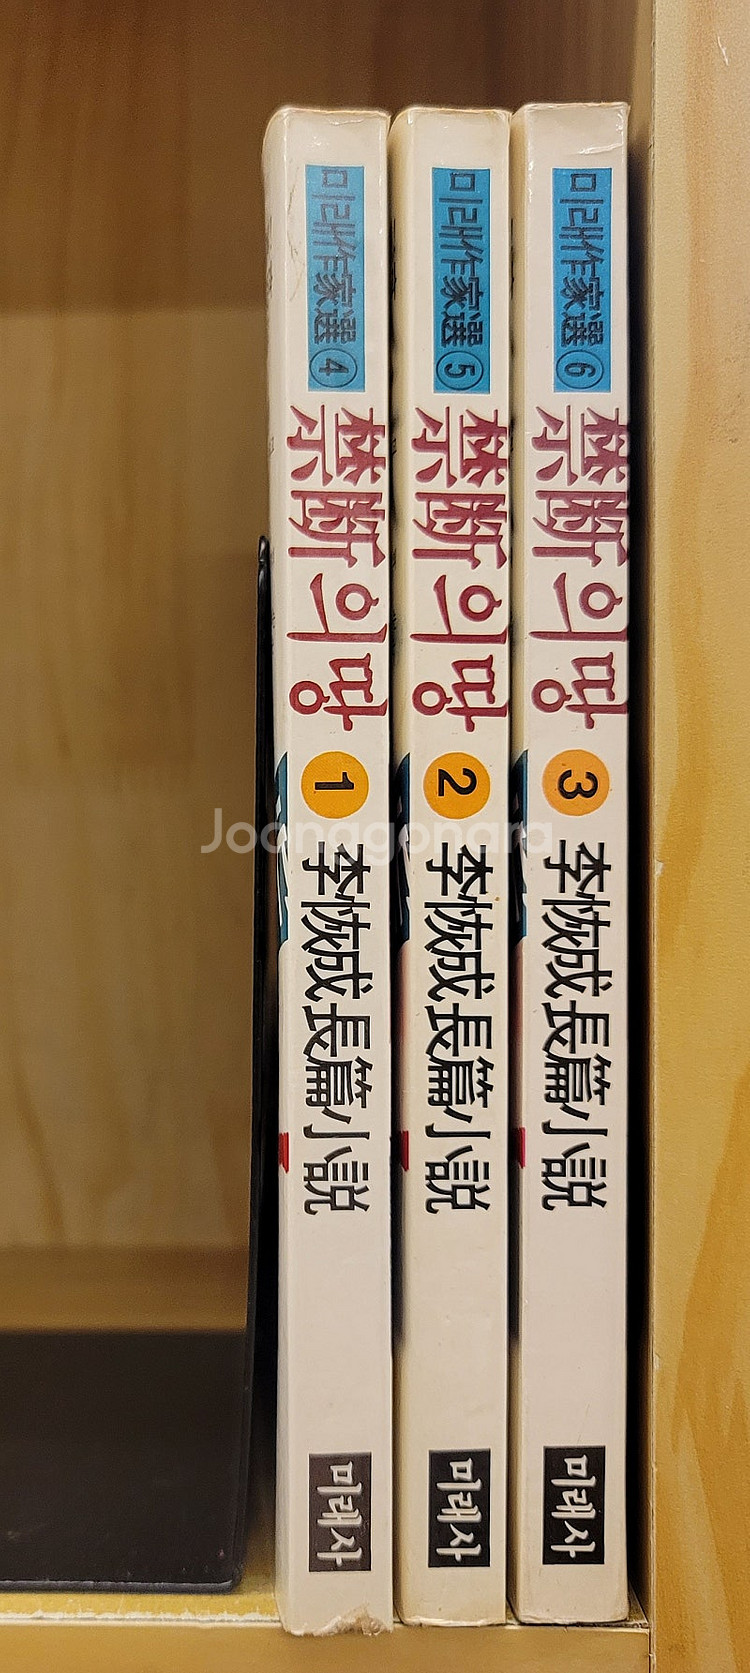 미래作家選④
禁斷의 땅
1
李恢成長篇小説
미래사
미래作家選⑤
禁斷의 땅
2
李恢成長篇小説
미래사
미래作家選⑥
禁斷의 땅
3
李恢成長篇小説
미래사
Joonggonara